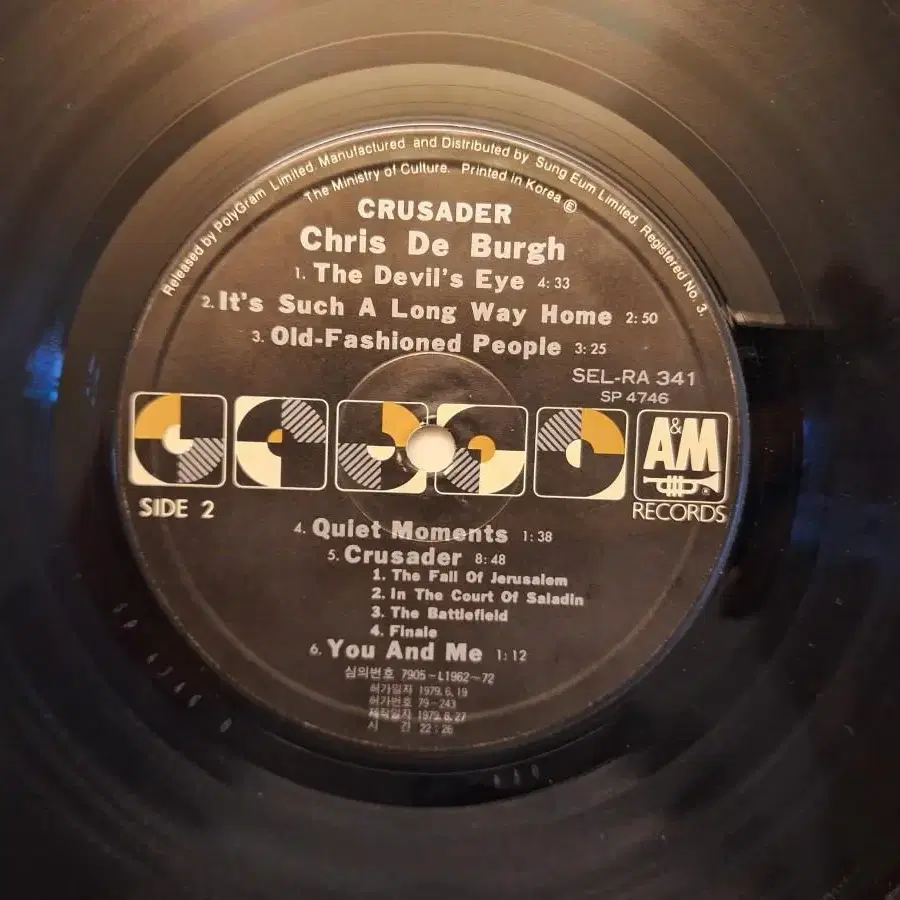 Released by PolyGram Limited. Manufactured and Distributed by Sung Eum Limited. Registered No. 3.
The Ministry of Culture. Printed in Korea Ⓔ
CRUSADER
Chris De Burgh
1. The Devil's Eye 4:33
2. It's Such A Long Way Home 2:50
3. Old-Fashioned People 3:25
SEL-RA 341
SP 4746
A&M
RECORDS
SIDE 2
4. Quiet Moments 1:38
5. Crusader 8:48
1. The Fall Of Jerusalem
2. In The Court Of Saladin
3. The Battlefield
4. Finale
6. You And Me 1:12
심의번호 7905-L1962~72
허가일자 1979.6.19
허가번호 79-243
제작일자 1979.6.27
시 간 22:26